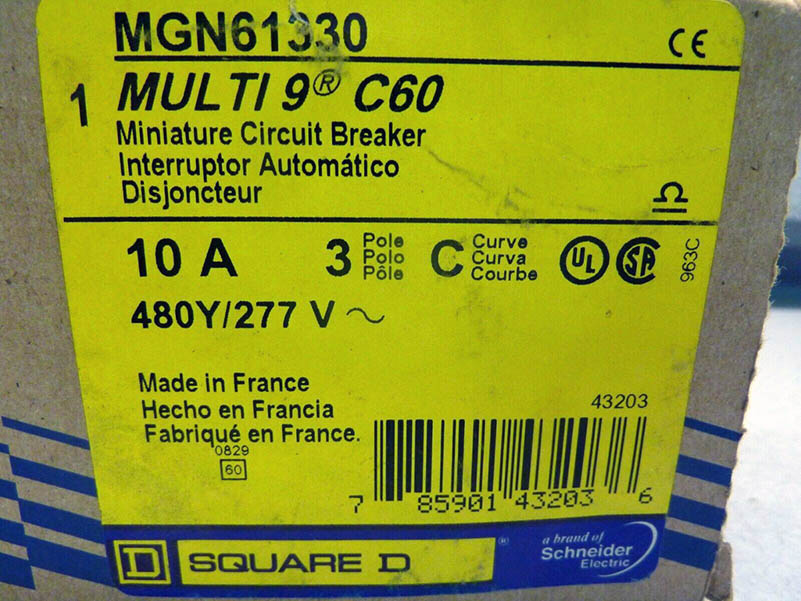 MGN61330
CE
1 MULTI 9® C60
Miniature Circuit Breaker
Interruptor Automático
Disjoncteur
10 A 3 Pole Polo Pôle C Curve Curva Courbe UL SA 963C
480Y/277 V ~
Made in France
Hecho en Francia
Fabriqué en France.
0829
60
43203
7 85901 43203 6
D SQUARE D ®
a brand of
Schneider
Electric